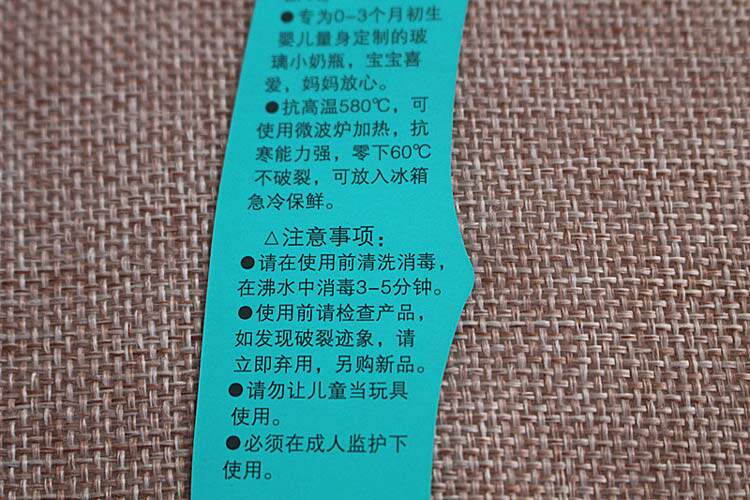 ●专为0-3个月初生
婴儿量身定制的玻
璃小奶瓶，宝宝喜
爱，妈妈放心。
●抗高温580℃，可
使用微波炉加热，抗
寒能力强，零下60℃
不破裂，可放入冰箱
急冷保鲜。
△注意事项：
●请在使用前清洗消毒，
在沸水中消毒3-5分钟。
●使用前请检查产品，
如发现破裂迹象，请
立即弃用，另购新品。
●请勿让儿童当玩具
使用。
●必须在成人监护下
使用。